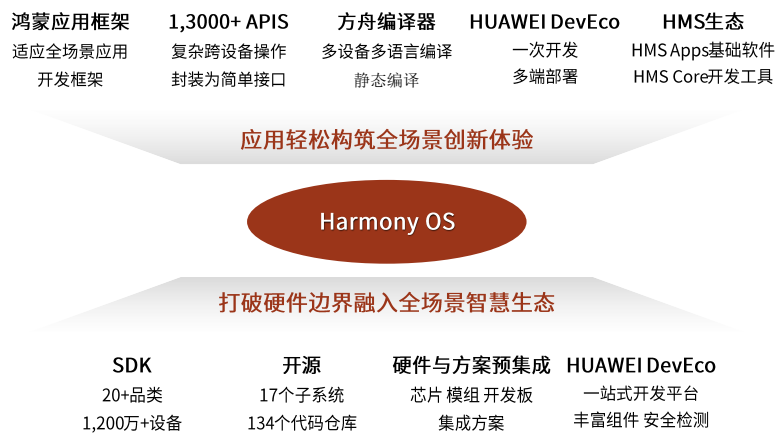 鸿蒙应用框架
适应全场景应用
开发框架
1,3000+ APIS
复杂跨设备操作
封装为简单接口
方舟编译器
多设备多语言编译
静态编译
HUAWEI DevEco
一次开发
多端部署
HMS生态
HMS Apps基础软件
HMS Core开发工具
应用轻松构筑全场景创新体验
Harmony OS
打破硬件边界融入全场景智慧生态
SDK
20+品类
1,200万+设备
开源
17个子系统
134个代码仓库
硬件与方案预集成
芯片 模组 开发板
集成方案
HUAWEI DevEco
一站式开发平台
丰富组件 安全检测